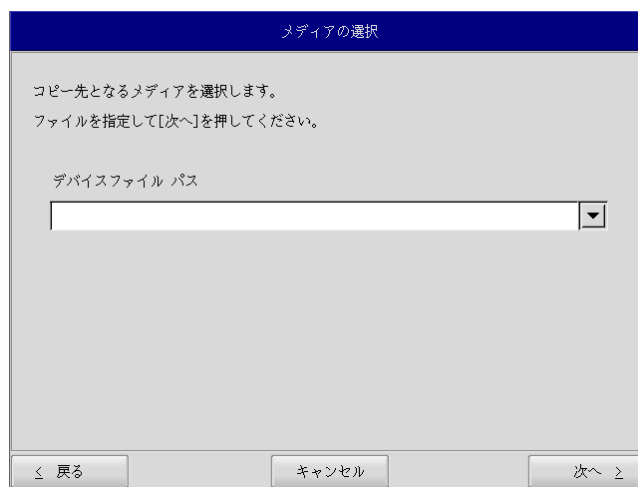 メディアの選択
コピー先となるメディアを選択します。
ファイルを指定して[次へ]を押してください。
デバイスファイル パス
< 戻る
キャンセル
次へ >